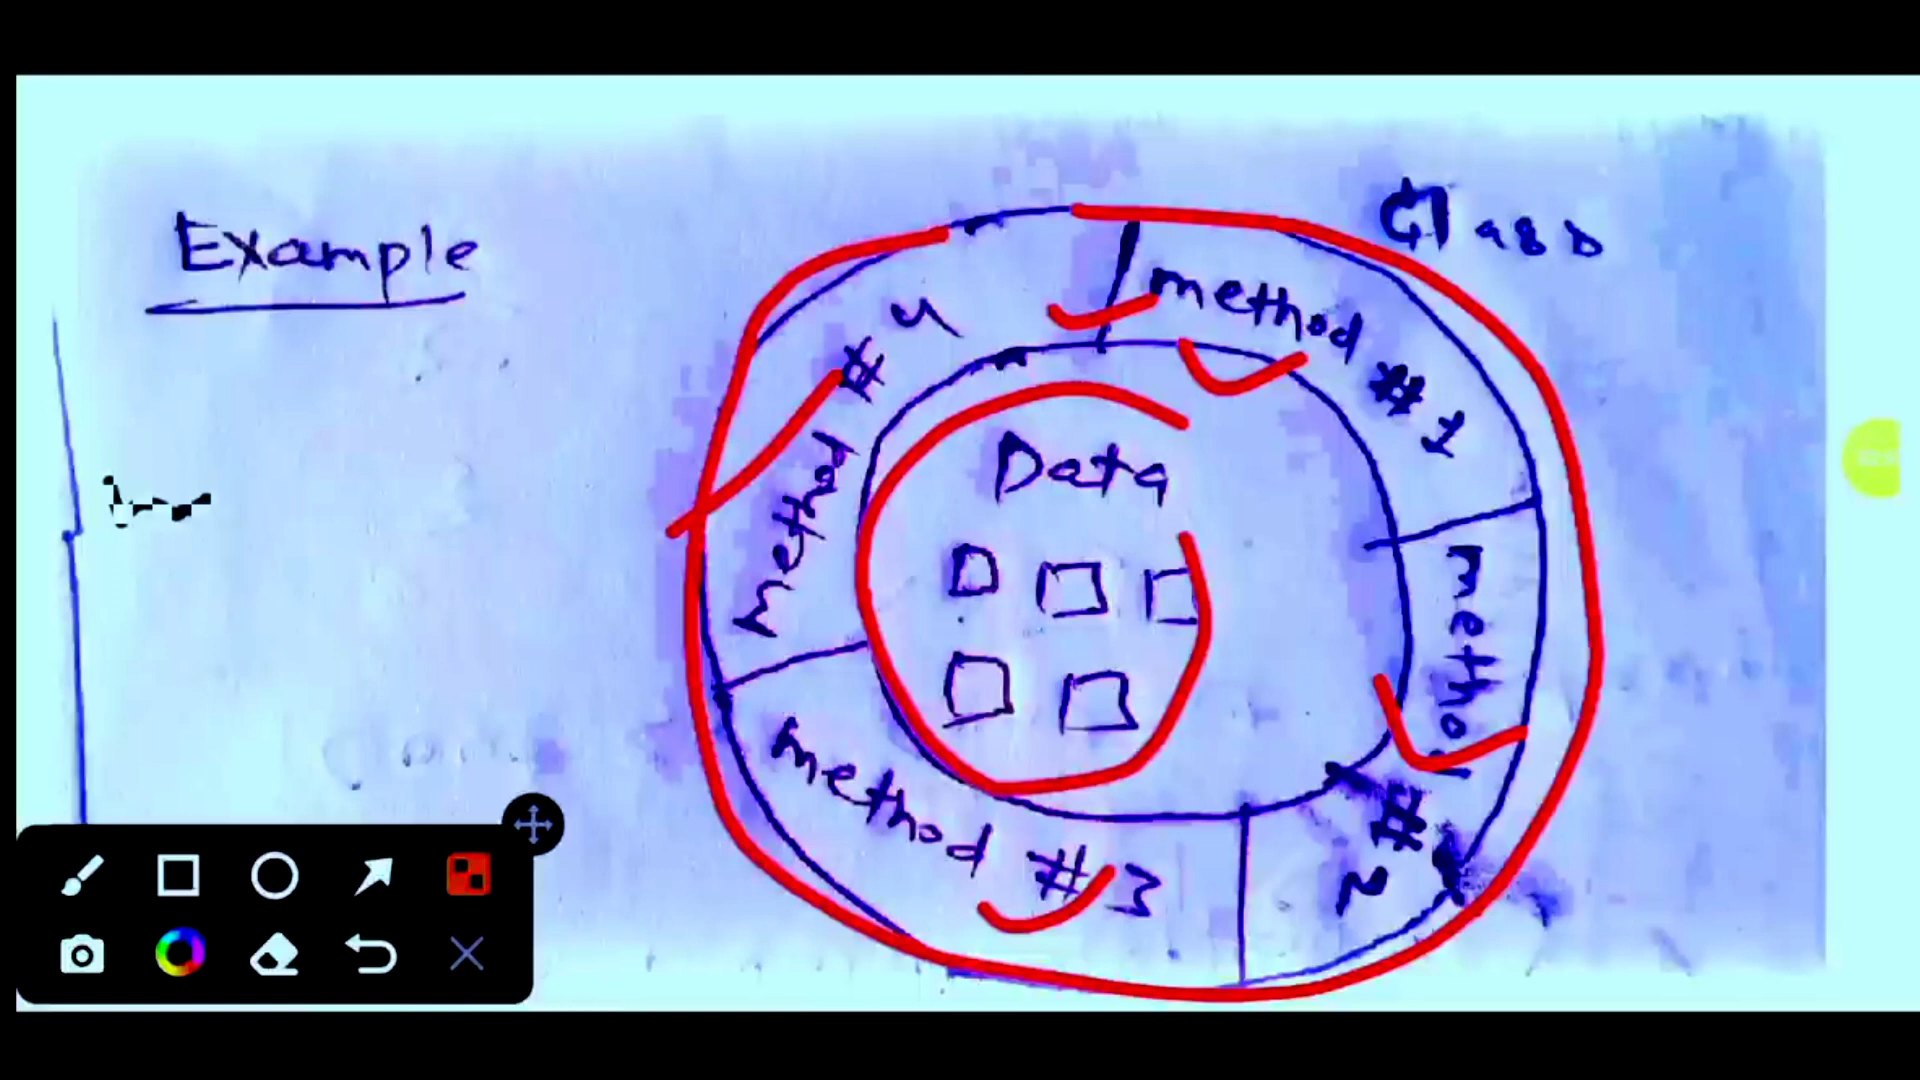 Example
Class
method #1
method #2
method #3
method #4
Data